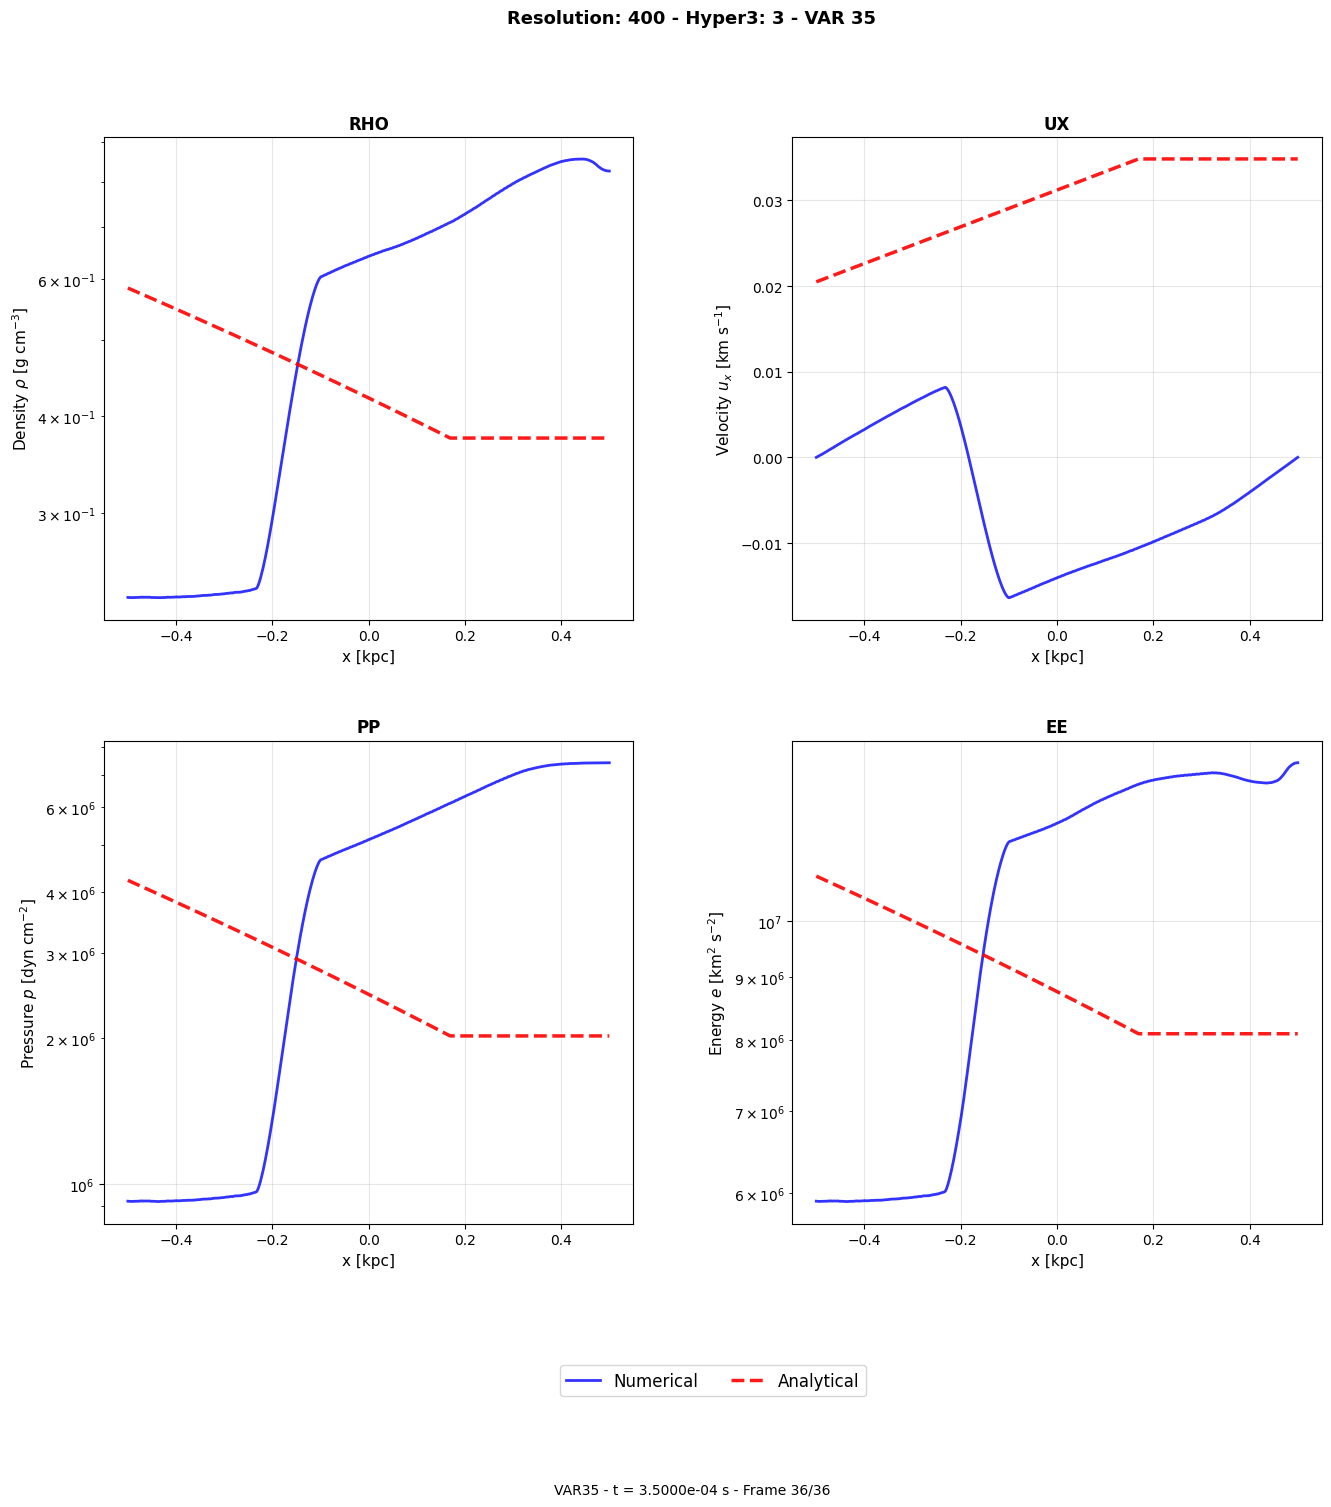 Resolution: 400 - Hyper3: 3 - VAR 35
RHO
Density ρ [g cm⁻³]
6 × 10⁻¹
4 × 10⁻¹
3 × 10⁻¹
−0.4 −0.2 0.0 0.2 0.4
x [kpc]
UX
Velocity uₓ [km s⁻¹]
0.03
0.02
0.01
0.00
−0.01
−0.4 −0.2 0.0 0.2 0.4
x [kpc]
PP
Pressure p [dyn cm⁻²]
6 × 10⁶
4 × 10⁶
3 × 10⁶
2 × 10⁶
10⁶
−0.4 −0.2 0.0 0.2 0.4
x [kpc]
EE
Energy e [km² s⁻²]
10⁷
9 × 10⁶
8 × 10⁶
7 × 10⁶
6 × 10⁶
−0.4 −0.2 0.0 0.2 0.4
x [kpc]
Numerical Analytical
VAR35 - t = 3.5000e-04 s - Frame 36/36